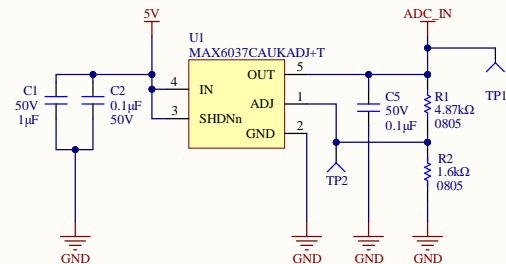 5V
ADC_IN
U1
MAX6037CAUKADJ+T
C1
50V
1µF
C2
0.1µF
50V
4
IN
3
SHDNn
OUT
5
ADJ
1
GND
2
C5
50V
0.1µF
R1
4.87kΩ
0805
TP1
R2
1.6kΩ
0805
TP2
GND
GND
GND
GND